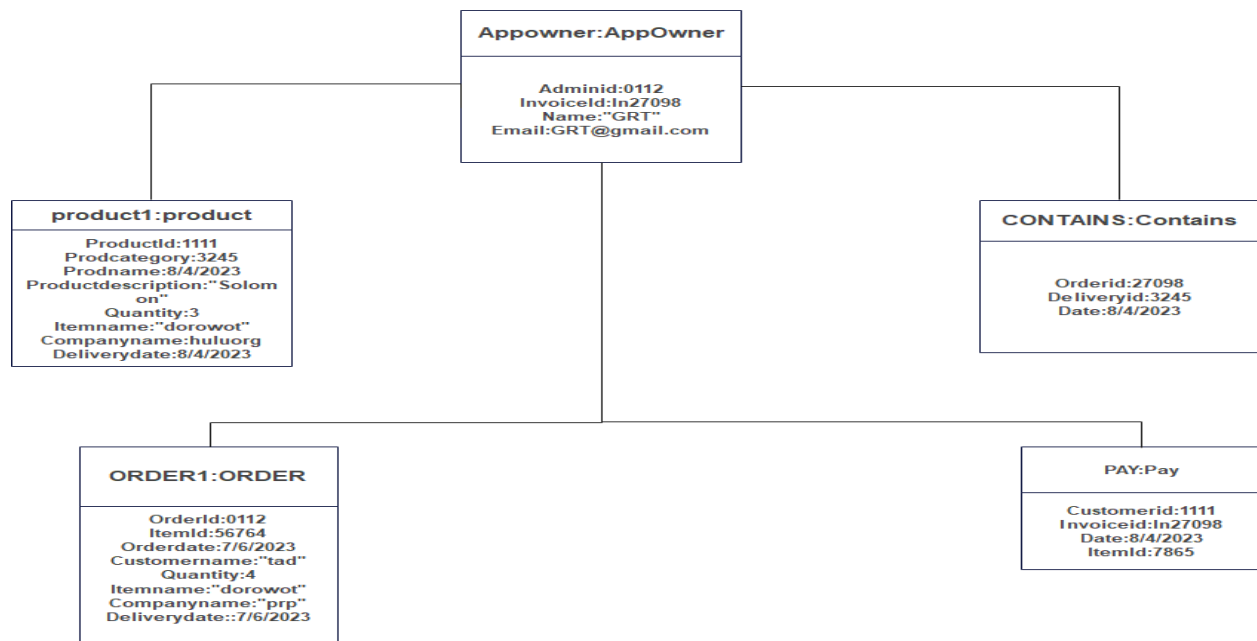 Appowner:AppOwner
Adminid:0112
InvoiceId:In27098
Name:"GRT"
Email:GRT@gmail.com
product1:product
ProductId:1111
Prodcategory:3245
Prodname:8/4/2023
Productdescription:"Solom
on"
Quantity:3
Itemname:"dorowot"
Companyname:huluorg
Deliverydate:8/4/2023
CONTAINS:Contains
Orderid:27098
Deliveryid:3245
Date:8/4/2023
ORDER1:ORDER
OrderId:0112
ItemId:56764
Orderdate:7/6/2023
Customername:"tad"
Quantity:4
Itemname:"dorowot"
Companyname:"prp"
Deliverydate::7/6/2023
PAY:Pay
Customerid:1111
Invoiceid:In27098
Date:8/4/2023
ItemId:7865